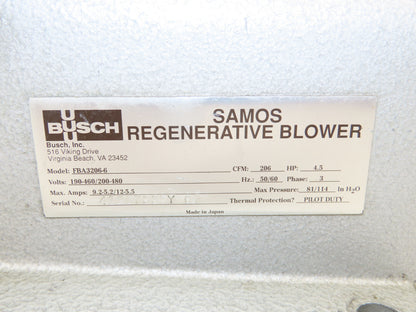 BUSCH
SAMOS
REGENERATIVE BLOWER
Busch, Inc.
516 Viking Drive
Virginia Beach, VA 23452
Model: FBA3206-6 CFM: 206 HP: 4.5
Volts: 190-460/200-480 Hz.: 50/60 Phase: 3
Max. Amps: 9.2-5.2/12-5.5 Max Pressure: 81/114 In H2O
Serial No.: Thermal Protection? PILOT DUTY
Made in Japan